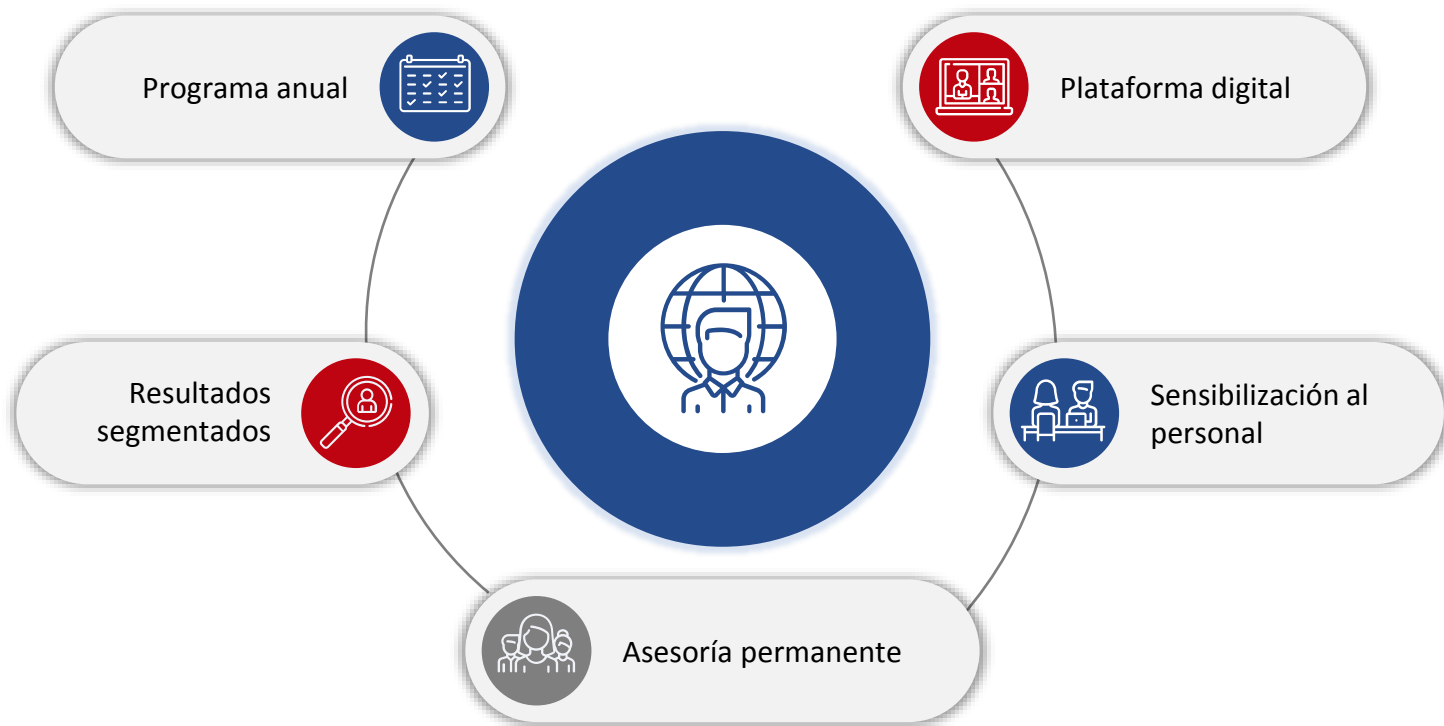 Programa anual
Plataforma digital
Resultados
segmentados
Sensibilización al
personal
Asesoría permanente